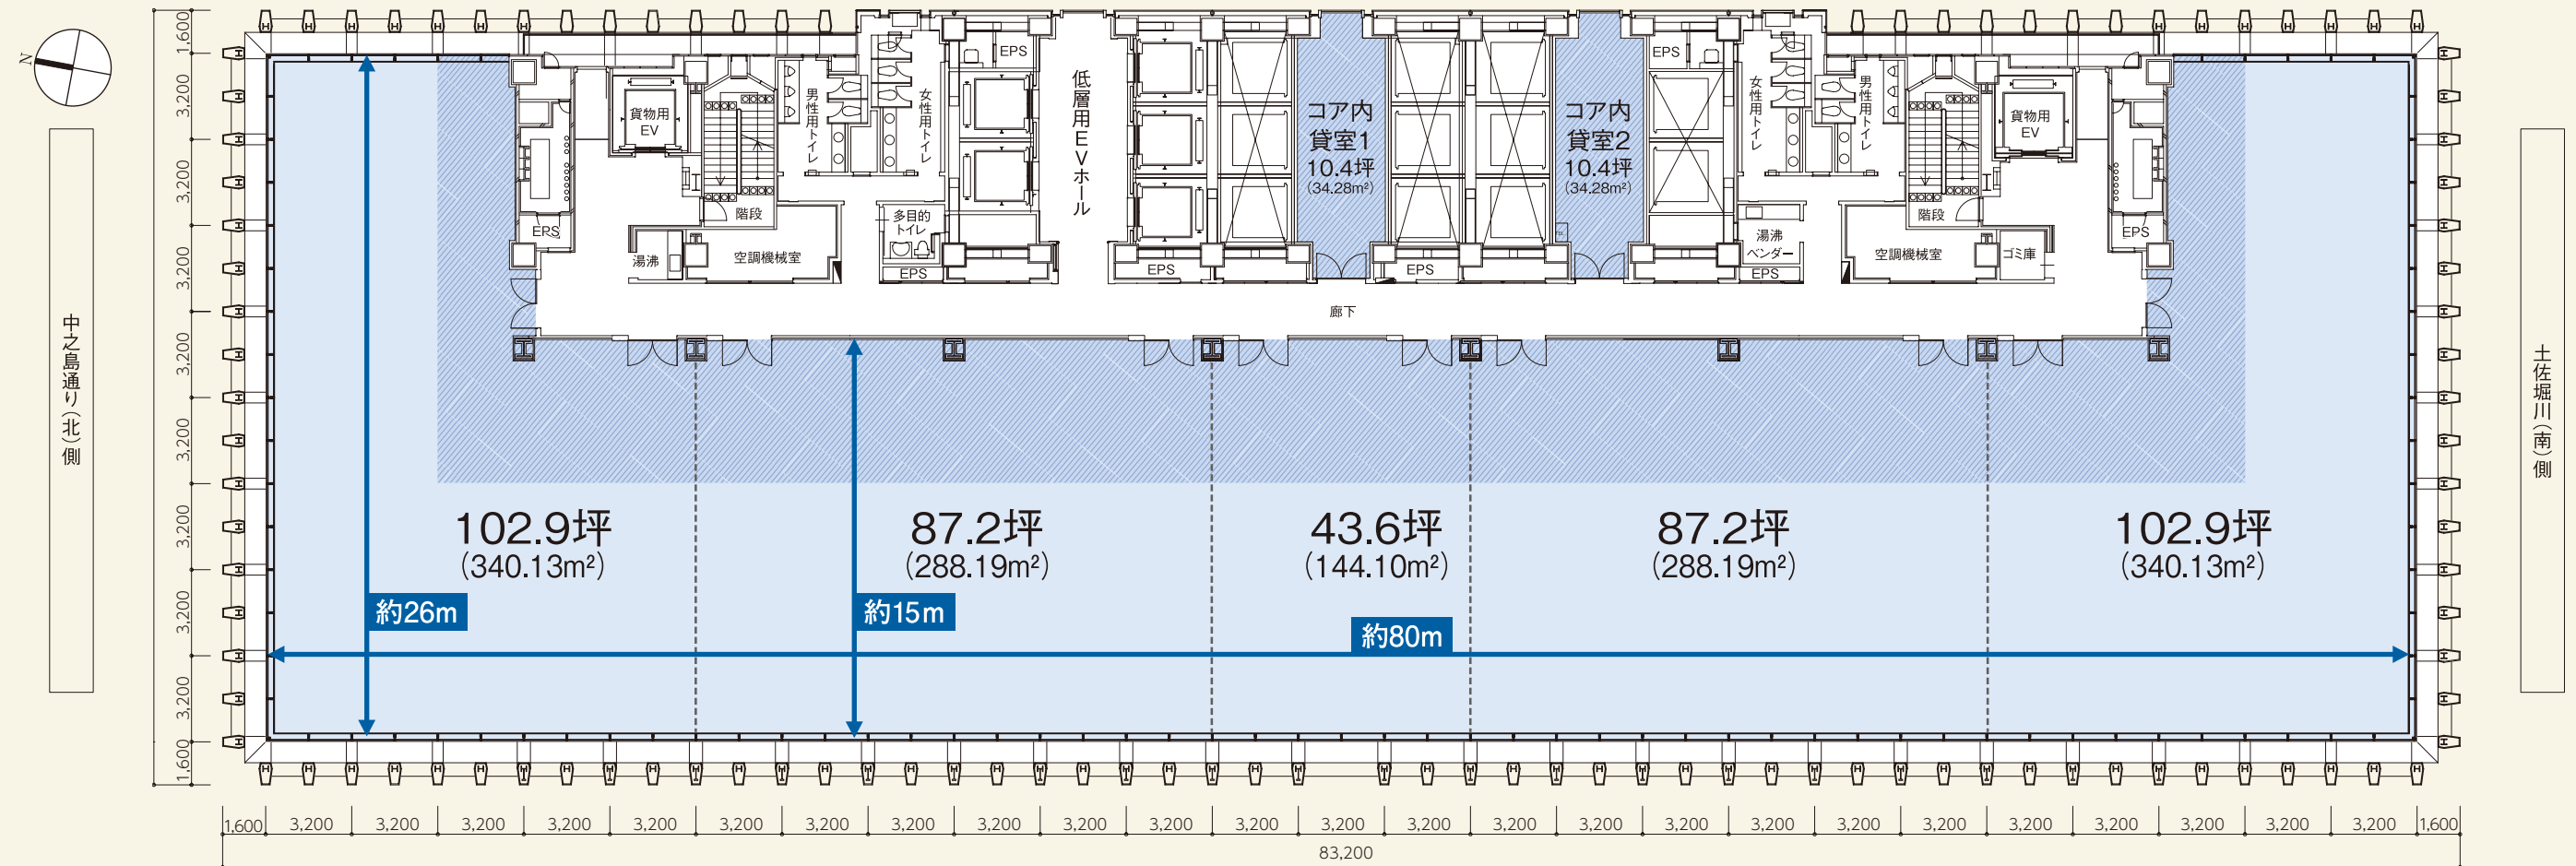 1,600
3,200
3,200
3,200
3,200
3,200
3,200
3,200
3,200
1,600
N
中之島通り(北)側
EPS
貨物用
EV
階段
湯沸
空調機械室
男性用トイレ
女性用トイレ
多目的
トイレ
EPS
EPS
低層用EVホール
EPS
コア内
貸室1
10.4坪
(34.28m²)
EPS
コア内
貸室2
10.4坪
(34.28m²)
EPS
女性用トイレ
男性用トイレ
湯沸
ベンダー
EPS
空調機械室
階段
貨物用
EV
ゴミ庫
EPS
廊下
土佐堀川(南)側
102.9坪
(340.13m²)
87.2坪
(288.19m²)
43.6坪
(144.10m²)
87.2坪
(288.19m²)
102.9坪
(340.13m²)
約26m
約15m
約80m
1,600 3,200 3,200 3,200 3,200 3,200 3,200 3,200 3,200 3,200 3,200 3,200 3,200 3,200 3,200 3,200 3,200 3,200 3,200 3,200 3,200 3,200 3,200 3,200 3,200 3,200 1,600
83,200